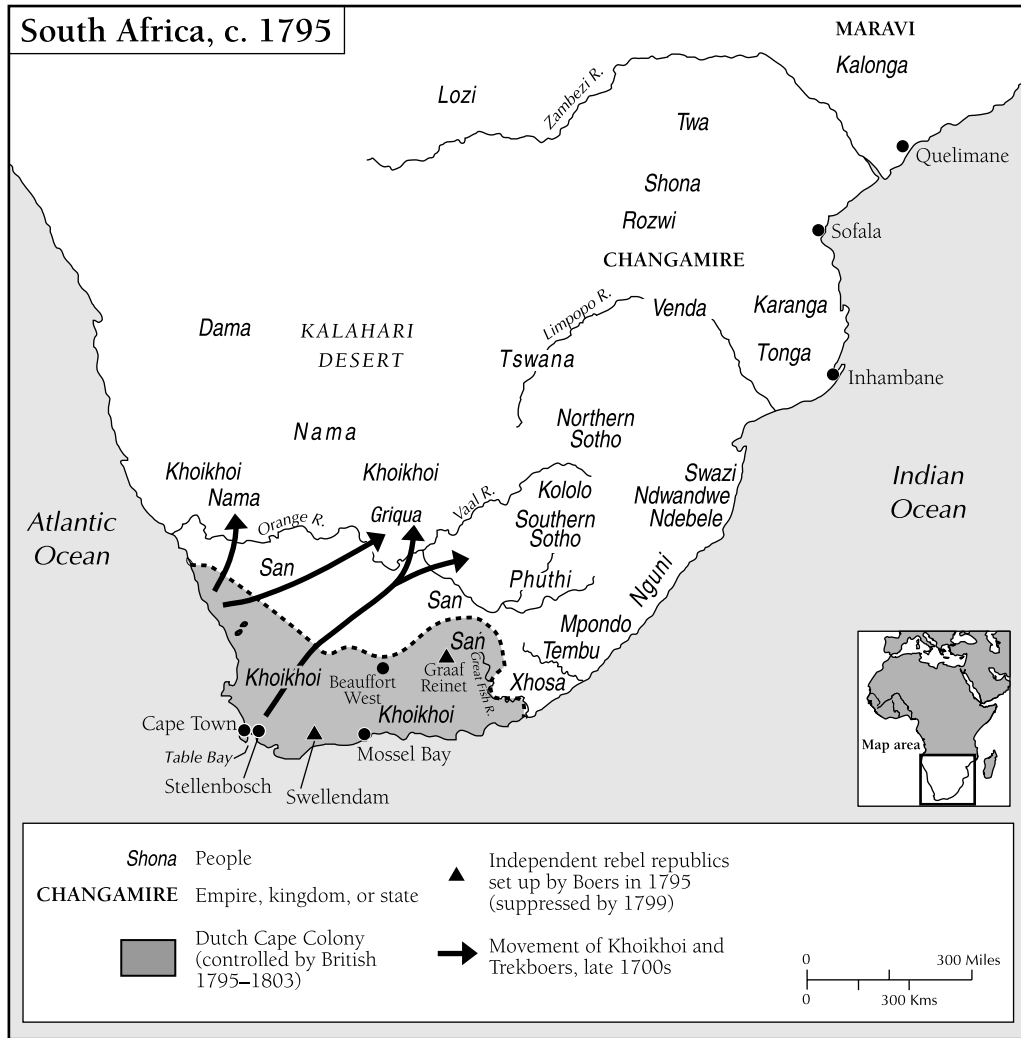 South Africa, c. 1795
MARAVI
Kalonga
Lozi
Zambezi R.
Twa
Quelimane
Shona
Rozwi
Sofala
CHANGAMIRE
Limpopo R.
Venda
Karanga
Dama
KALAHARI
DESERT
Tswana
Tonga
Inhambane
Northern
Sotho
Nama
Khoikhoi
Nama
Khoikhoi
Swazi
Ndwandwe
Ndebele
Indian
Ocean
Kololo
Vaal R.
Griqua
Orange R.
Southern
Sotho
Atlantic
Ocean
San
Phuthi
Nguni
San
Mpondo
Tembu
San
Graaf
Reinet
Great Fish R.
Xhosa
Khoikhoi
Beauffort
West
Khoikhoi
Cape Town
Table Bay
Mossel Bay
Stellenbosch
Swellendam
Map area
Shona People
CHANGAMIRE Empire, kingdom, or state
Dutch Cape Colony
(controlled by British
1795–1803)
Independent rebel republics
set up by Boers in 1795
(suppressed by 1799)
Movement of Khoikhoi and
Trekboers, late 1700s
0 300 Miles
0 300 Kms